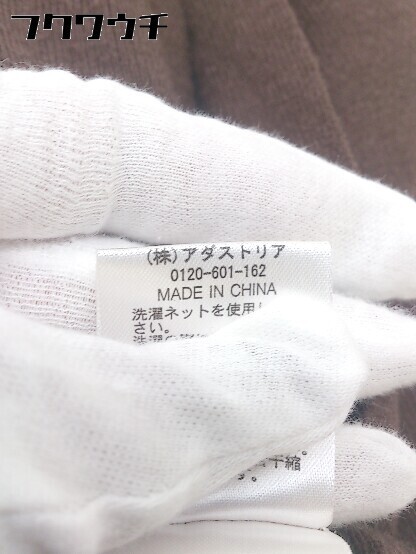 フクワウチ
(株)アダストリア
0120-601-162
MADE IN CHINA
洗濯ネットを使用し
さい。